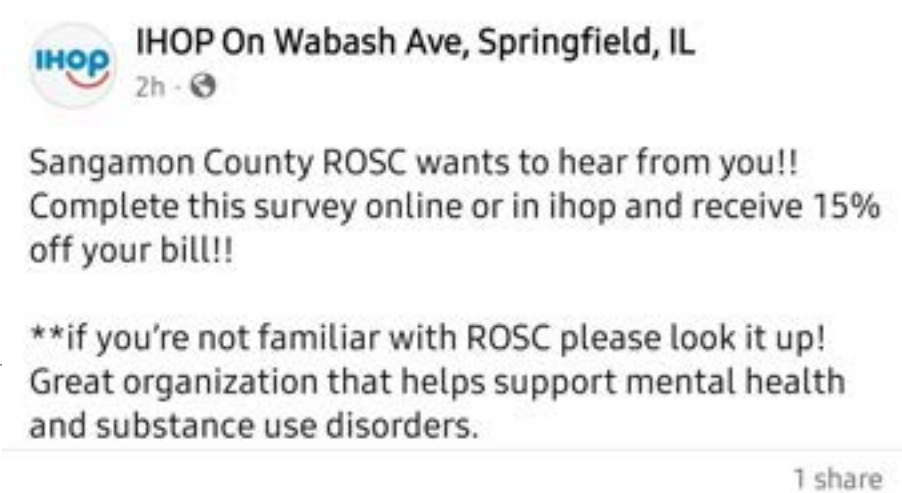 IHOP
IHOP On Wabash Ave, Springfield, IL
2h ·
Sangamon County ROSC wants to hear from you!!
Complete this survey online or in ihop and receive 15%
off your bill!!
**if you're not familiar with ROSC please look it up!
Great organization that helps support mental health
and substance use disorders.
1 share